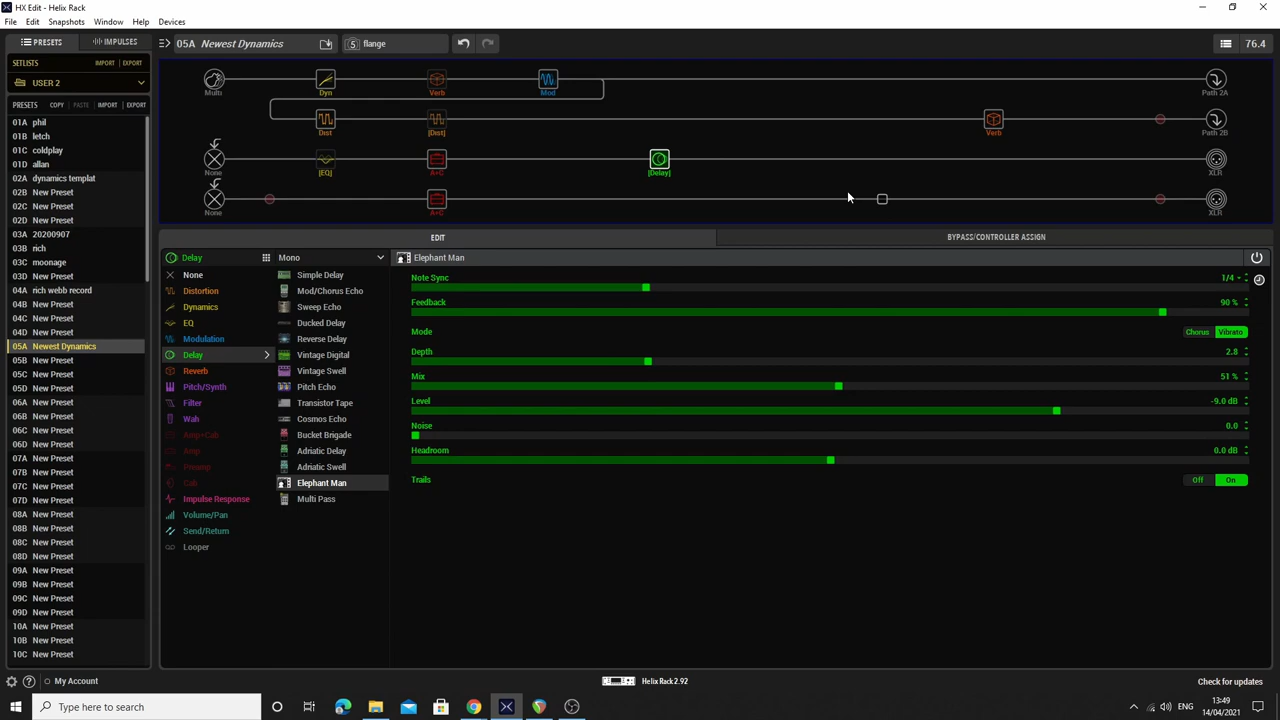 HX Edit - Helix Rack
File Edit Snapshots Window Help Devices
PRESETS IMPULSES
05A Newest Dynamics
5 flange
76.4
SETLISTS IMPORT EXPORT
USER 2
PRESETS COPY PASTE IMPORT EXPORT
01A phil
01B letch
01C coldplay
01D allan
02A dynamics templat
02B New Preset
02C New Preset
02D New Preset
03A 20200907
03B rich
03C moonage
03D New Preset
04A rich webb record
04B New Preset
04C New Preset
04D New Preset
05A Newest Dynamics
05B New Preset
05C New Preset
05D New Preset
06A New Preset
06B New Preset
06C New Preset
06D New Preset
07A New Preset
07B New Preset
07C New Preset
07D New Preset
08A New Preset
08B New Preset
08C New Preset
08D New Preset
09A New Preset
09B New Preset
09C New Preset
09D New Preset
10A New Preset
10B New Preset
10C New Preset
Multi Dyn Verb Mod Path 2A
Dist |Dist| Verb Path 2B
None |EQ| A+C |Delay| XLR
None A+C XLR
EDIT BYPASS/CONTROLLER ASSIGN
Delay
None
Distortion
Dynamics
EQ
Modulation
Delay
Reverb
Pitch/Synth
Filter
Wah
Amp+Cab
Amp
Preamp
Cab
Impulse Response
Volume/Pan
Send/Return
Looper
Mono
Simple Delay
Mod/Chorus Echo
Sweep Echo
Ducked Delay
Reverse Delay
Vintage Digital
Vintage Swell
Pitch Echo
Transistor Tape
Cosmos Echo
Bucket Brigade
Adriatic Delay
Adriatic Swell
Elephant Man
Multi Pass
Elephant Man
Note Sync 1/4
Feedback 90 %
Mode Chorus Vibrato
Depth 2.8
Mix 51 %
Level -9.0 dB
Noise 0.0
Headroom 0.0 dB
Trails Off On
My Account
Helix Rack 2.92
Check for updates
Type here to search
ENG
13:49
14/04/2021